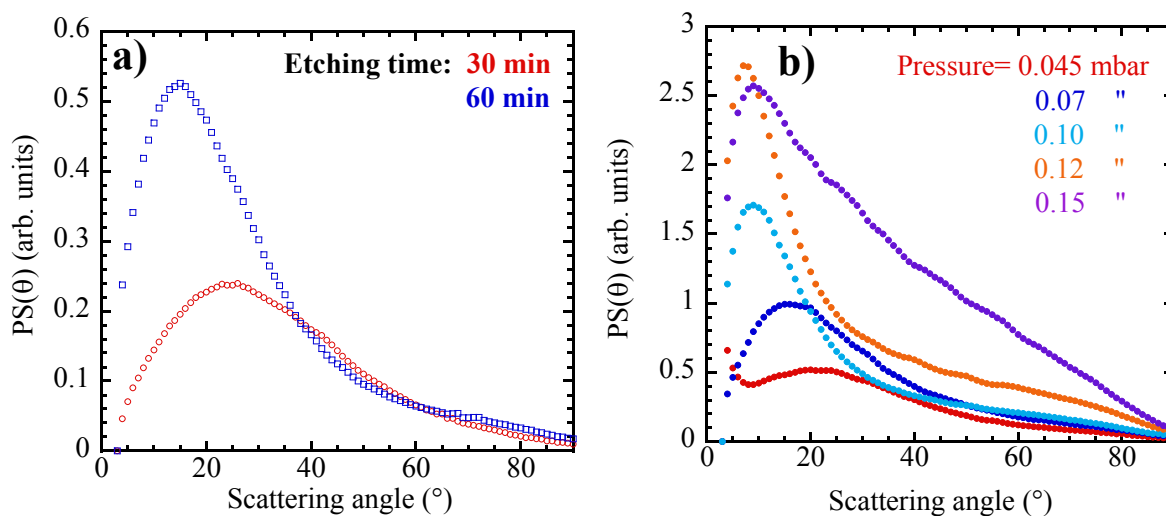 a)
Etching time: 30 min
60 min
PS(θ) (arb. units)
0.6
0.5
0.4
0.3
0.2
0.1
0
0 20 40 60 80
Scattering angle (°)
b)
Pressure= 0.045 mbar
0.07 "
0.10 "
0.12 "
0.15 "
PS(θ) (arb. units)
3
2.5
2
1.5
1
0.5
0
0 20 40 60 80
Scattering angle (°)